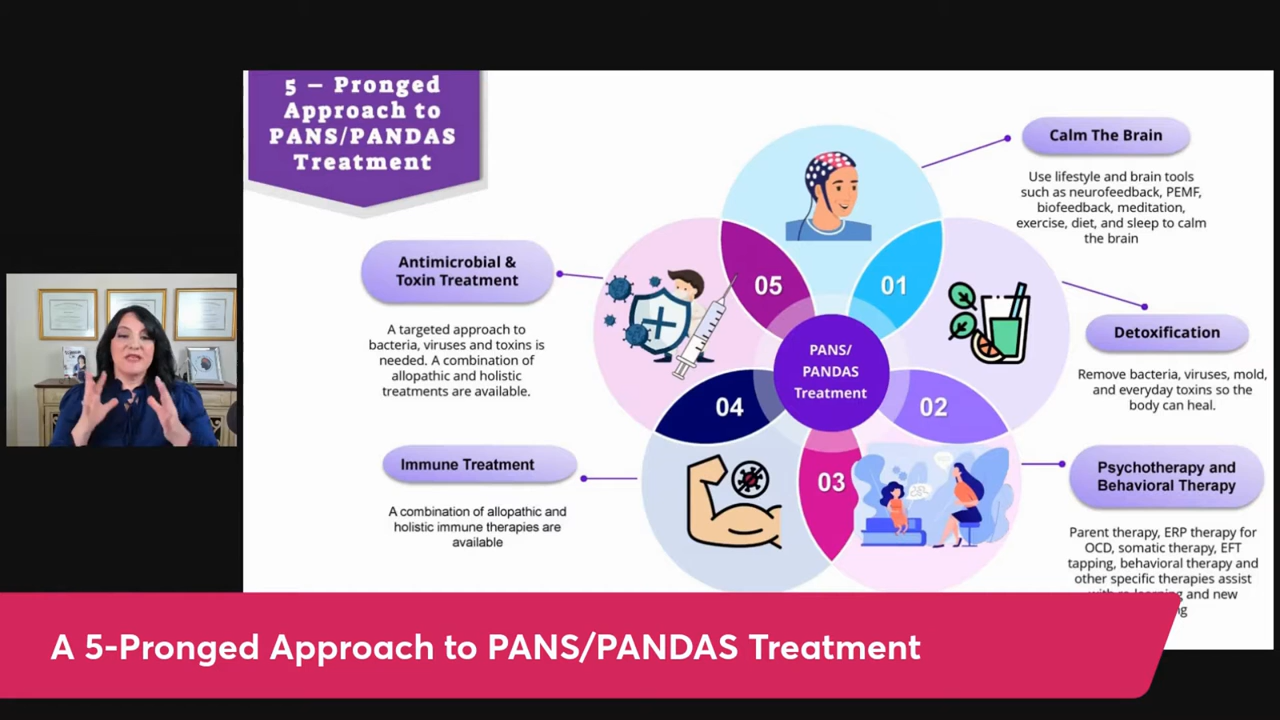 5 – Pronged
Approach to
PANS/PANDAS
Treatment
Calm The Brain
Use lifestyle and brain tools
such as neurofeedback, PEMF,
biofeedback, meditation,
exercise, diet, and sleep to calm
the brain
Antimicrobial &
Toxin Treatment
A targeted approach to
bacteria, viruses and toxins is
needed. A combination of
allopathic and holistic
treatments are available.
05
01
Detoxification
Remove bacteria, viruses, mold,
and everyday toxins so the
body can heal.
PANS/
PANDAS
Treatment
04
02
Immune Treatment
A combination of allopathic and
holistic immune therapies are
available
03
Psychotherapy and
Behavioral Therapy
Parent therapy, ERP therapy for
OCD, somatic therapy, EFT
tapping, behavioral therapy and
other specific therapies assist
and new
A 5-Pronged Approach to PANS/PANDAS Treatment